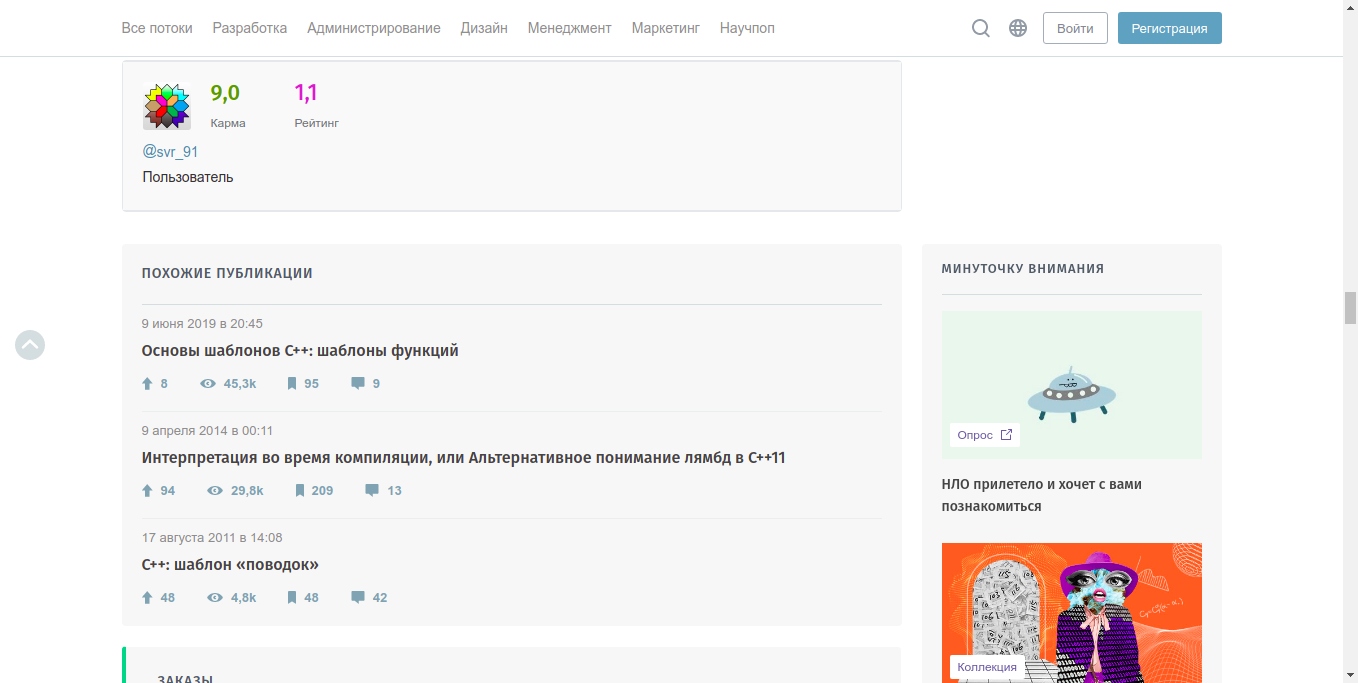 Все потоки Разработка Администрирование Дизайн Менеджмент Маркетинг Научпоп Войти Регистрация
9,0 1,1
Карма Рейтинг
@svr_91
Пользователь
ПОХОЖИЕ ПУБЛИКАЦИИ
9 июня 2019 в 20:45
Основы шаблонов C++: шаблоны функций
8 45,3k 95 9
9 апреля 2014 в 00:11
Интерпретация во время компиляции, или Альтернативное понимание лямбд в C++11
94 29,8k 209 13
17 августа 2011 в 14:08
C++: шаблон «поводок»
48 4,8k 48 42
ЗАКАЗЫ
МИНУТОЧКУ ВНИМАНИЯ
Опрос
НЛО прилетело и хочет с вами
познакомиться
Коллекция